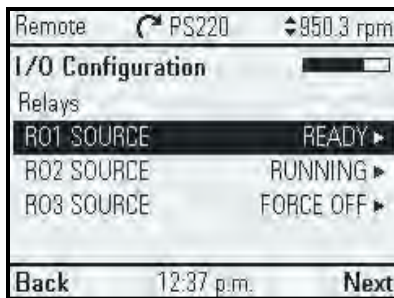 Remote PS220 950.3 rpm
I/O Configuration
Relays
RO1 SOURCE READY
RO2 SOURCE RUNNING
RO3 SOURCE FORCE OFF
Back 12:37 p.m. Next